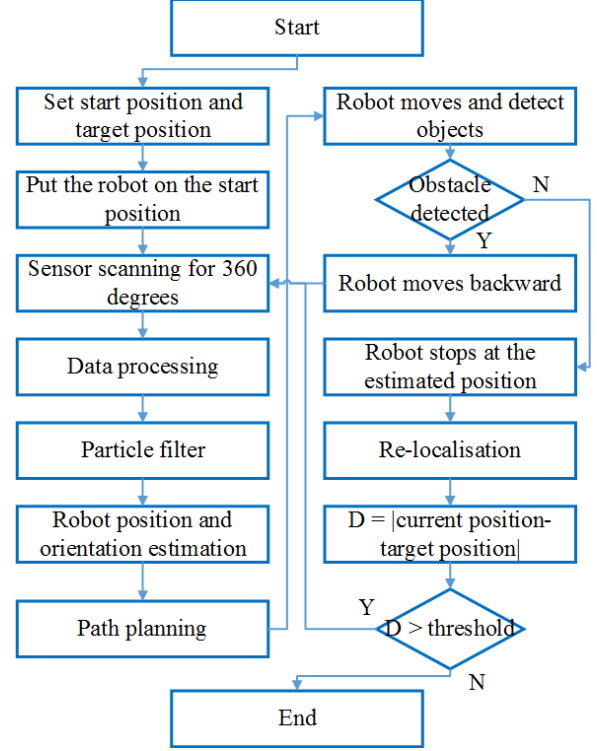 Start
Set start position and
target position
Put the robot on the start
position
Sensor scanning for 360
degrees
Data processing
Particle filter
Robot position and
orientation estimation
Path planning
Robot moves and detect
objects
Obstacle
detected
N
Y
Robot moves backward
Robot stops at the
estimated position
Re-localisation
D = |current position-
target position|
Y
D > threshold
N
End